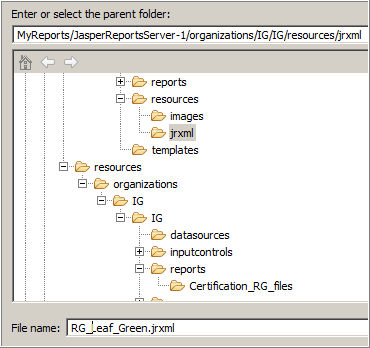 Enter or select the parent folder:
MyReports/JasperReportsServer-1/organizations/IG/IG/resources/jrxml
reports
resources
images
jrxml
templates
resources
organizations
IG
IG
datasources
inputcontrols
reports
Certification_RG_files
File name: RG_Leaf_Green.jrxml